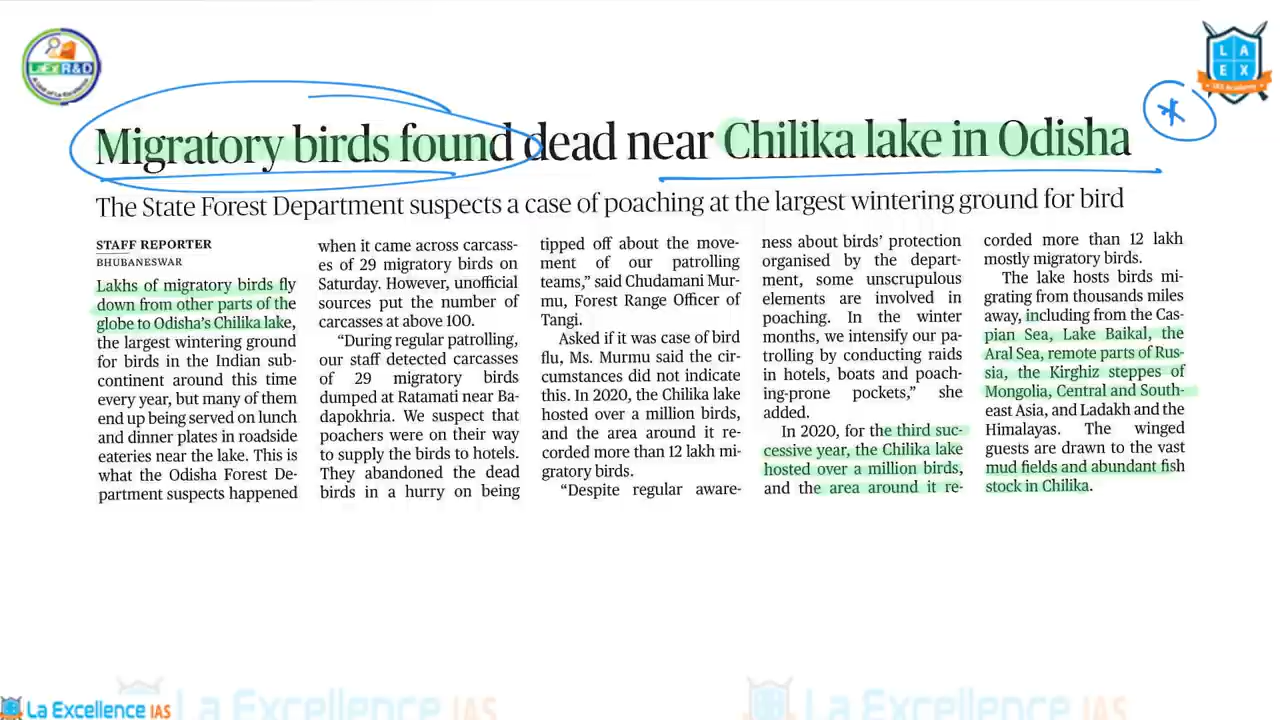 LaEx R&D
L A
E X
IAS Academy
Migratory birds found dead near Chilika lake in Odisha
The State Forest Department suspects a case of poaching at the largest wintering ground for bird
STAFF REPORTER
BHUBANESWAR
Lakhs of migratory birds fly
down from other parts of the
globe to Odisha's Chilika lake,
the largest wintering ground
for birds in the Indian sub-
continent around this time
every year, but many of them
end up being served on lunch
and dinner plates in roadside
eateries near the lake. This is
what the Odisha Forest De-
partment suspects happened
when it came across carcass-
es of 29 migratory birds on
Saturday. However, unofficial
sources put the number of
carcasses at above 100.
“During regular patrolling,
our staff detected carcasses
of 29 migratory birds
dumped at Ratamati near Ba-
dapokhria. We suspect that
poachers were on their way
to supply the birds to hotels.
They abandoned the dead
birds in a hurry on being
tipped off about the move-
ment of our patrolling
teams,” said Chudamani Mur-
mu, Forest Range Officer of
Tangi.
Asked if it was case of bird
flu, Ms. Murmu said the cir-
cumstances did not indicate
this. In 2020, the Chilika lake
hosted over a million birds,
and the area around it re-
corded more than 12 lakh mi-
gratory birds.
“Despite regular aware-
ness about birds’ protection
organised by the depart-
ment, some unscrupulous
elements are involved in
poaching. In the winter
months, we intensify our pa-
trolling by conducting raids
in hotels, boats and poach-
ing-prone pockets,” she
added.
In 2020, for the third suc-
cessive year, the Chilika lake
hosted over a million birds,
and the area around it re-
corded more than 12 lakh
mostly migratory birds.
The lake hosts birds mi-
grating from thousands miles
away, including from the Cas-
pian Sea, Lake Baikal, the
Aral Sea, remote parts of Rus-
sia, the Kirghiz steppes of
Mongolia, Central and South-
east Asia, and Ladakh and the
Himalayas. The winged
guests are drawn to the vast
mud fields and abundant fish
stock in Chilika.
La Excellence IAS
La Excellence IAS
La Excellence IAS